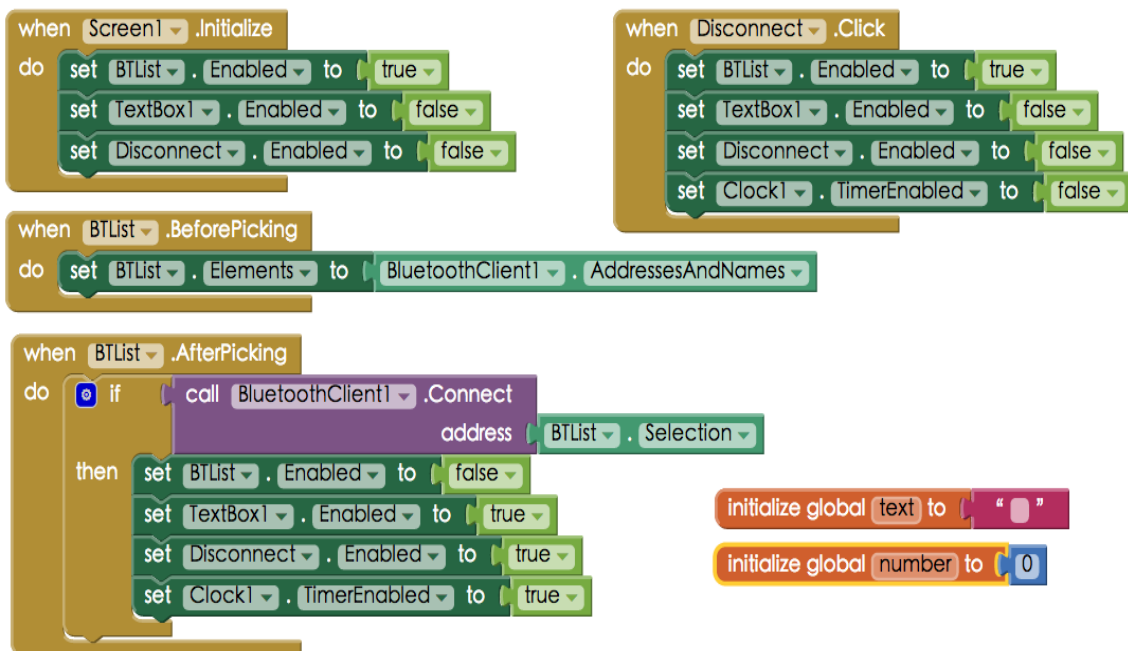 when Screen1 .Initialize
do set BTList . Enabled to true
set TextBox1 . Enabled to false
set Disconnect . Enabled to false
when Disconnect .Click
do set BTList . Enabled to true
set TextBox1 . Enabled to false
set Disconnect . Enabled to false
set Clock1 . TimerEnabled to false
when BTList .BeforePicking
do set BTList . Elements to BluetoothClient1 . AddressesAndNames
when BTList .AfterPicking
do if call BluetoothClient1 .Connect
address BTList . Selection
then set BTList . Enabled to false
set TextBox1 . Enabled to true
set Disconnect . Enabled to true
set Clock1 . TimerEnabled to true
initialize global text to “ ”
initialize global number to 0